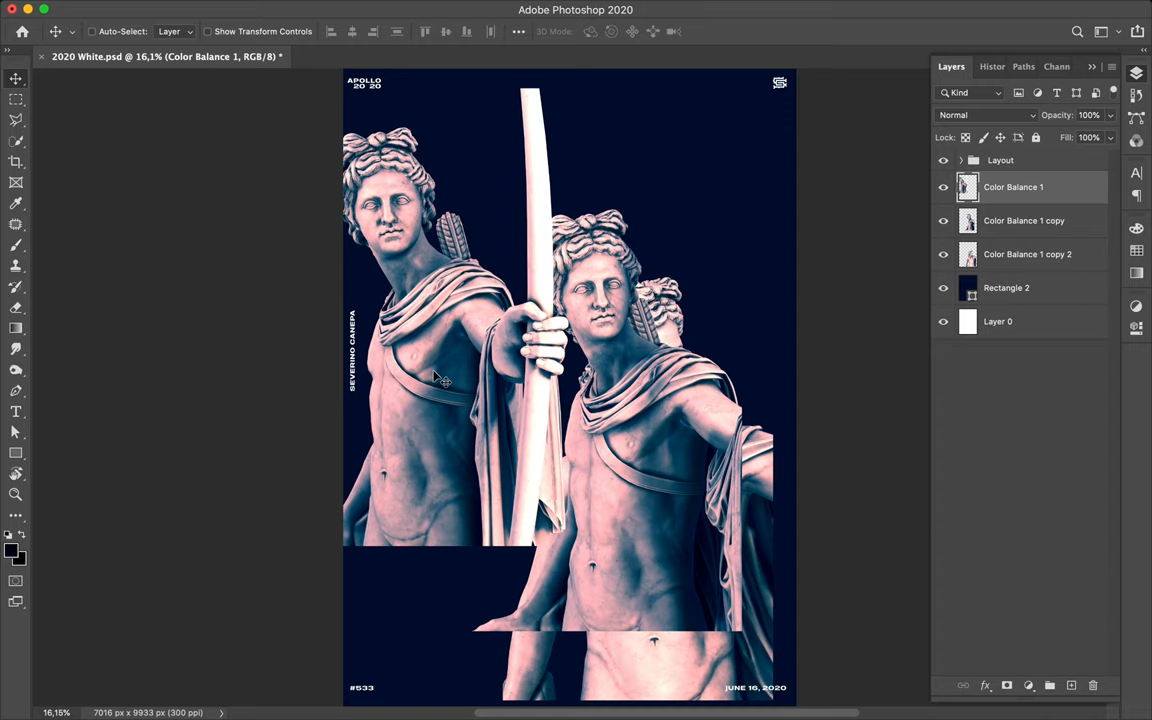 Adobe Photoshop 2020
Auto-Select:
Layer
Show Transform Controls
3D Mode:
2020 White.psd @ 16,1% (Color Balance 1, RGB/8) *
APOLLO
20 20
SEVERINO CANEPA
#533
JUNE 16, 2020
Layers
Histor
Paths
Chann
Kind
Normal
Opacity: 100%
Lock:
Fill: 100%
Layout
Color Balance 1
Color Balance 1 copy
Color Balance 1 copy 2
Rectangle 2
Layer 0
fx
16,15%
7016 px x 9933 px (300 ppi)